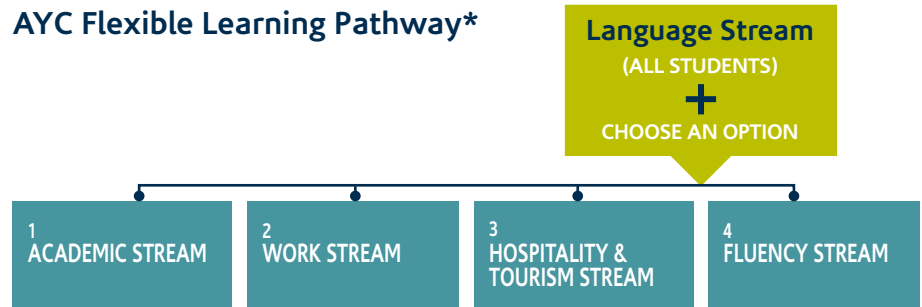 AYC Flexible Learning Pathway*
Language Stream
(ALL STUDENTS)
+
CHOOSE AN OPTION
1
ACADEMIC STREAM
2
WORK STREAM
3
HOSPITALITY &
TOURISM STREAM
4
FLUENCY STREAM